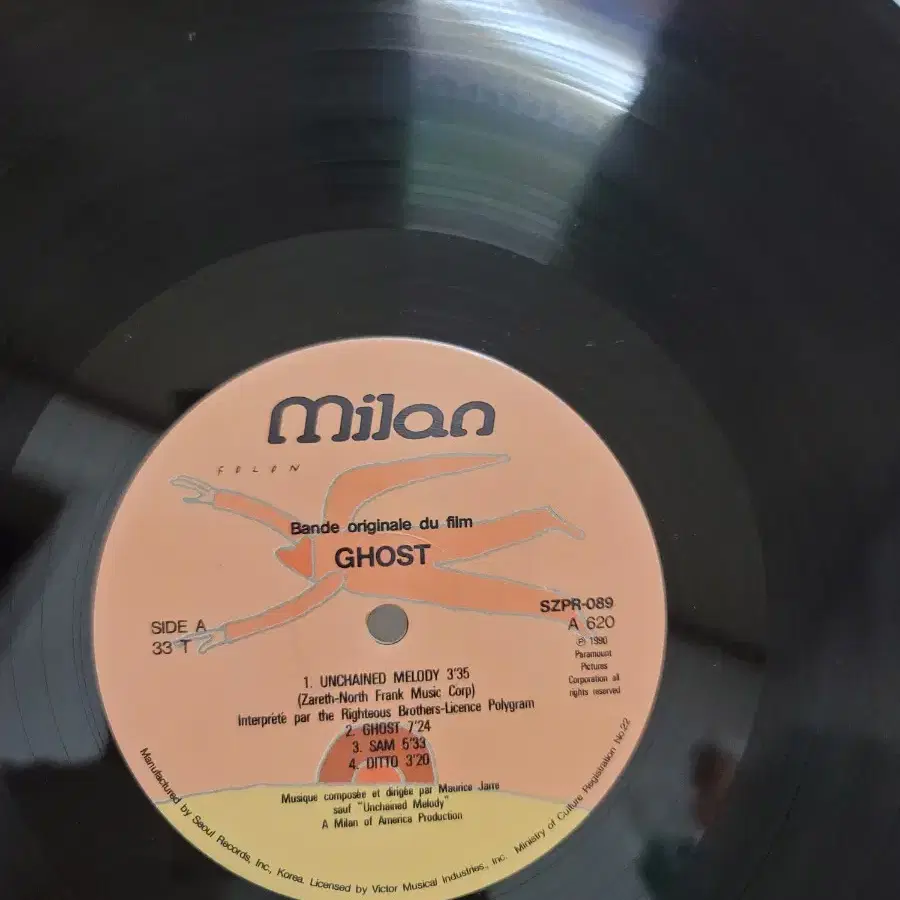 Milan
FOLON
Bande originale du film
GHOST
SIDE A
33 T
SZPR-089
A 620
℗ 1990
Paramount
Pictures
Corporation all
rights reserved
1. UNCHAINED MELODY 3'35
(Zareth-North Frank Music Corp)
Interprété par the Righteous Brothers-Licence Polygram
2. GHOST 7'24
3. SAM 5'33
4. DITTO 3'20
Musique composée et dirigée par Maurice Jarre
sauf "Unchained Melody"
A Milan of America Production
Manufactured by Seoul Records, Inc, Korea. Licensed by Victor Musical Industries, Inc. Ministry of Culture Registration No.22